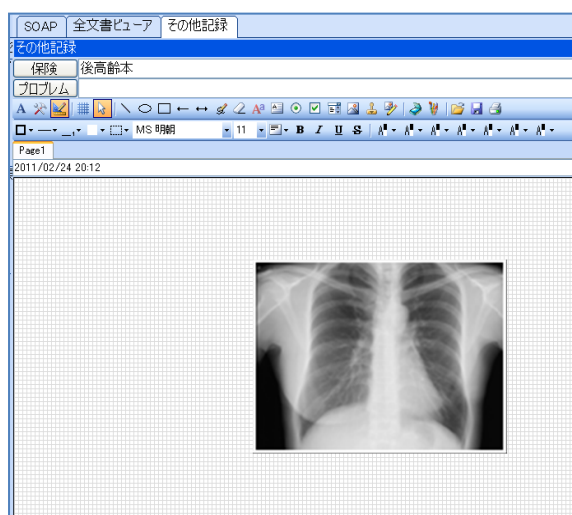 SOAP 全文書ビューア その他記録
その他記録
保険 後高齢本
プロブレム
MS 明朝 11 B I U S
Page1
2011/02/24 20:12